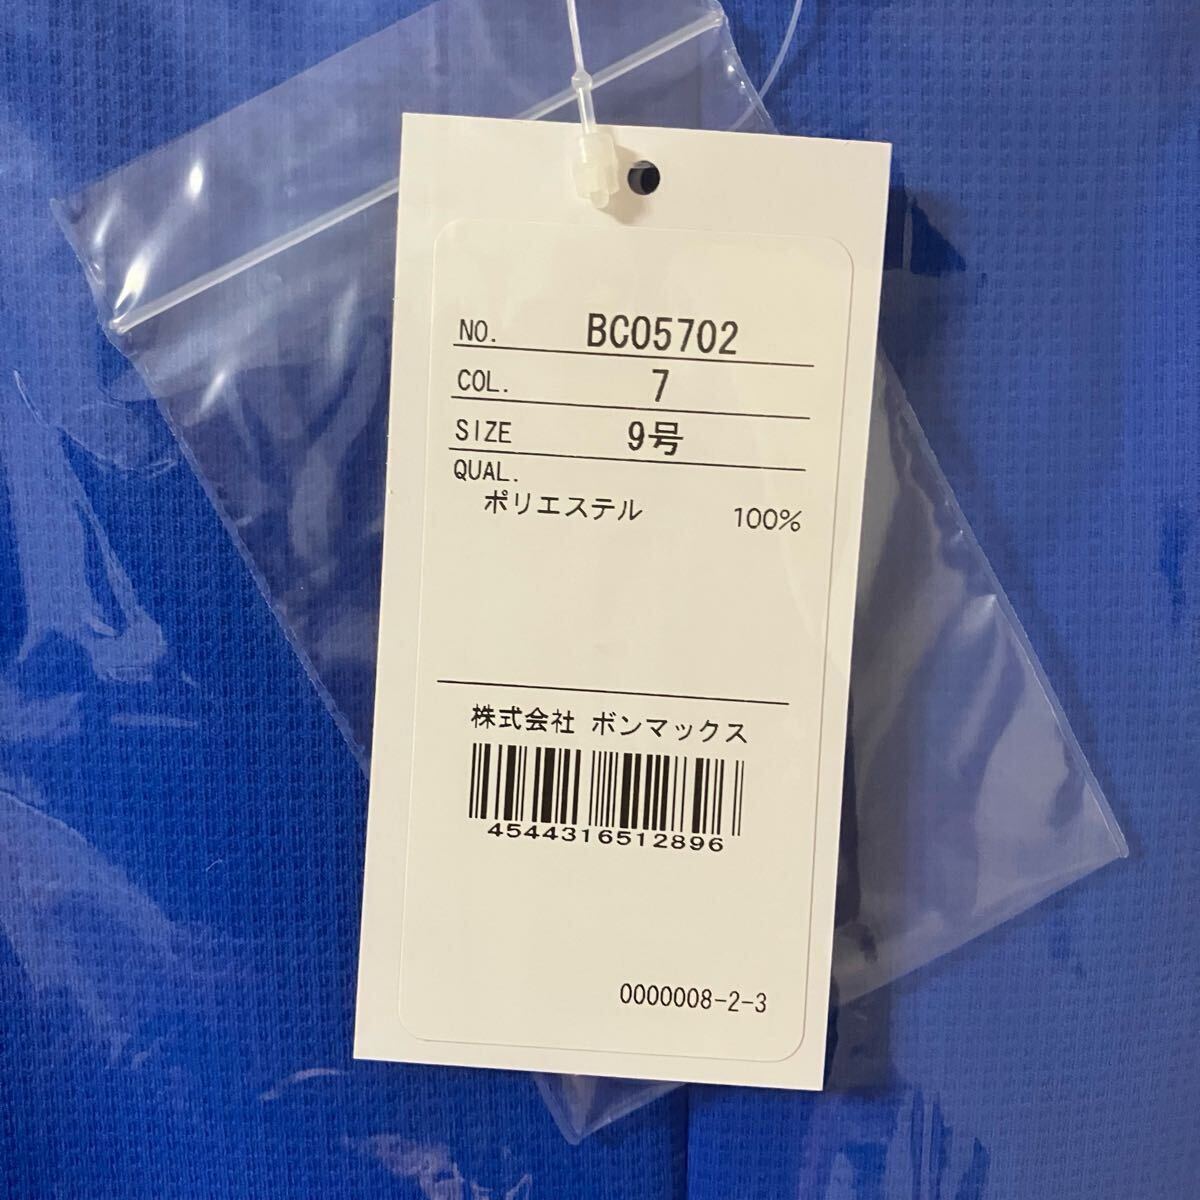 NO. BCO5702
COL. 7
SIZE 9号
QUAL.
ポリエステル 100%
株式会社 ボンマックス
4544316512896
0000008-2-3